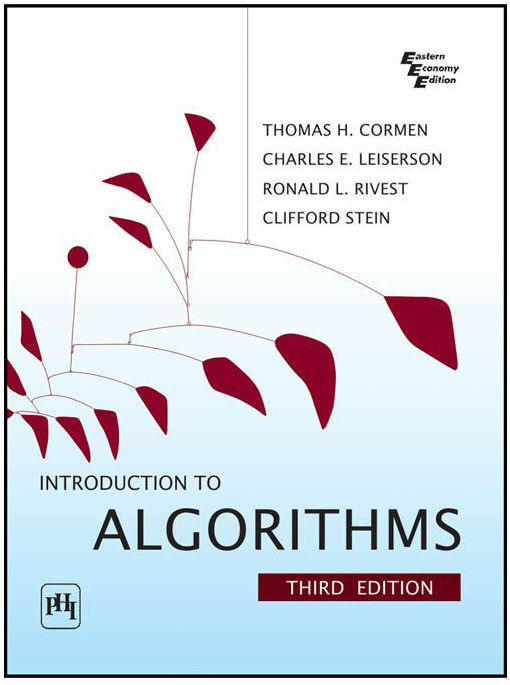 Eastern
Economy
Edition
THOMAS H. CORMEN
CHARLES E. LEISERSON
RONALD L. RIVEST
CLIFFORD STEIN
INTRODUCTION TO
ALGORITHMS
THIRD EDITION
PHI